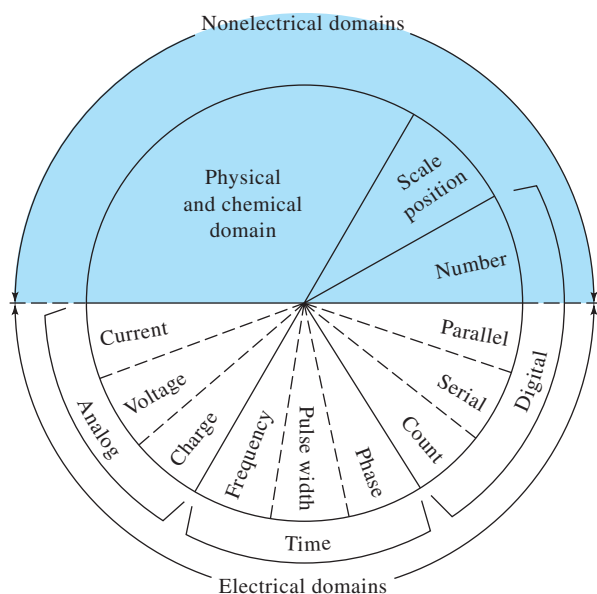 Nonelectrical domains
Physical
and chemical
domain
Scale
position
Number
Current
Voltage
Charge
Frequency
Pulse width
Phase
Count
Serial
Parallel
Analog
Time
Digital
Electrical domains